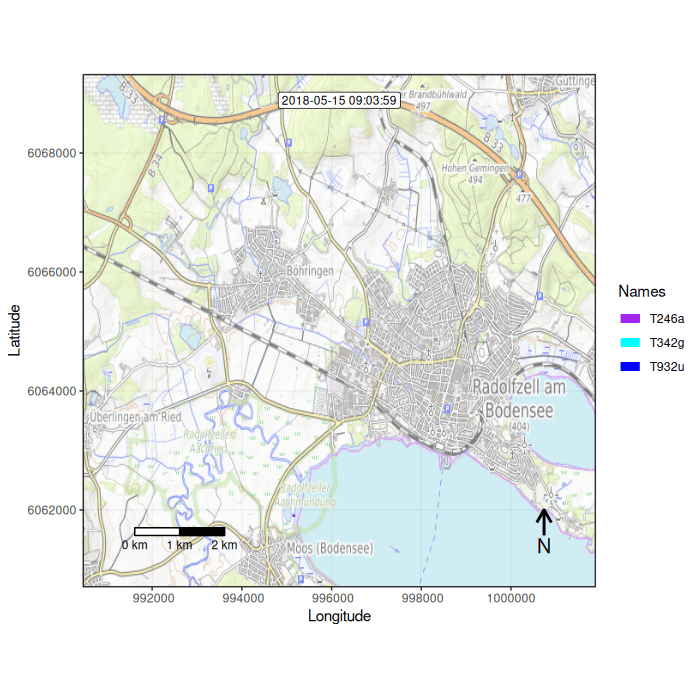 2018-05-15 09:03:59
B 33
Güttinge
er Brandbühlwald
497
B 33
B 34
Hohen Gemingen
494
477
Böhringen
Radolfzell am
Bodensee
(404)
Überlingen am Ried
Radolfzeller
Aachried
Radolfzeller
Aachmündung
Moos (Bodensee)
0 km 1 km 2 km
N
6068000
6066000
6064000
6062000
992000 994000 996000 998000 1000000
Longitude
Latitude
Names
T246a
T342g
T932u